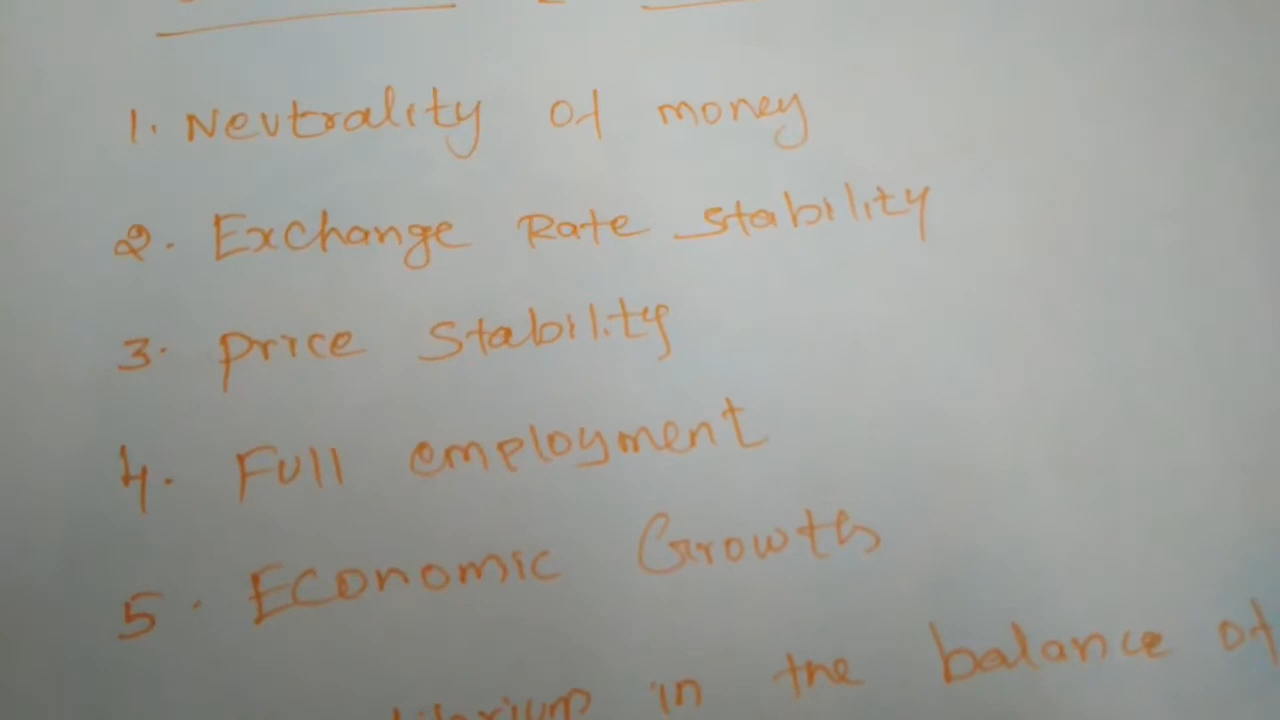 1. Neutrality of money
2. Exchange Rate stability
3. Price Stability
4. Full employment
5. Economic Growth
in the balance of